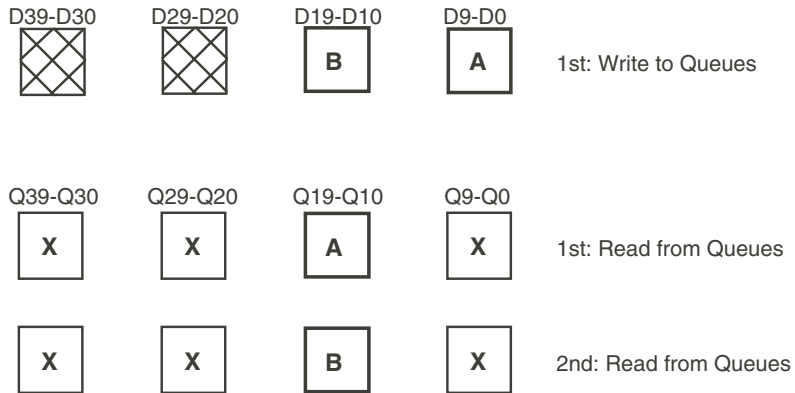 D39-D30 D29-D20 D19-D10 D9-D0
B A 1st: Write to Queues
Q39-Q30 Q29-Q20 Q19-Q10 Q9-Q0
X X A X 1st: Read from Queues
X X B X 2nd: Read from Queues